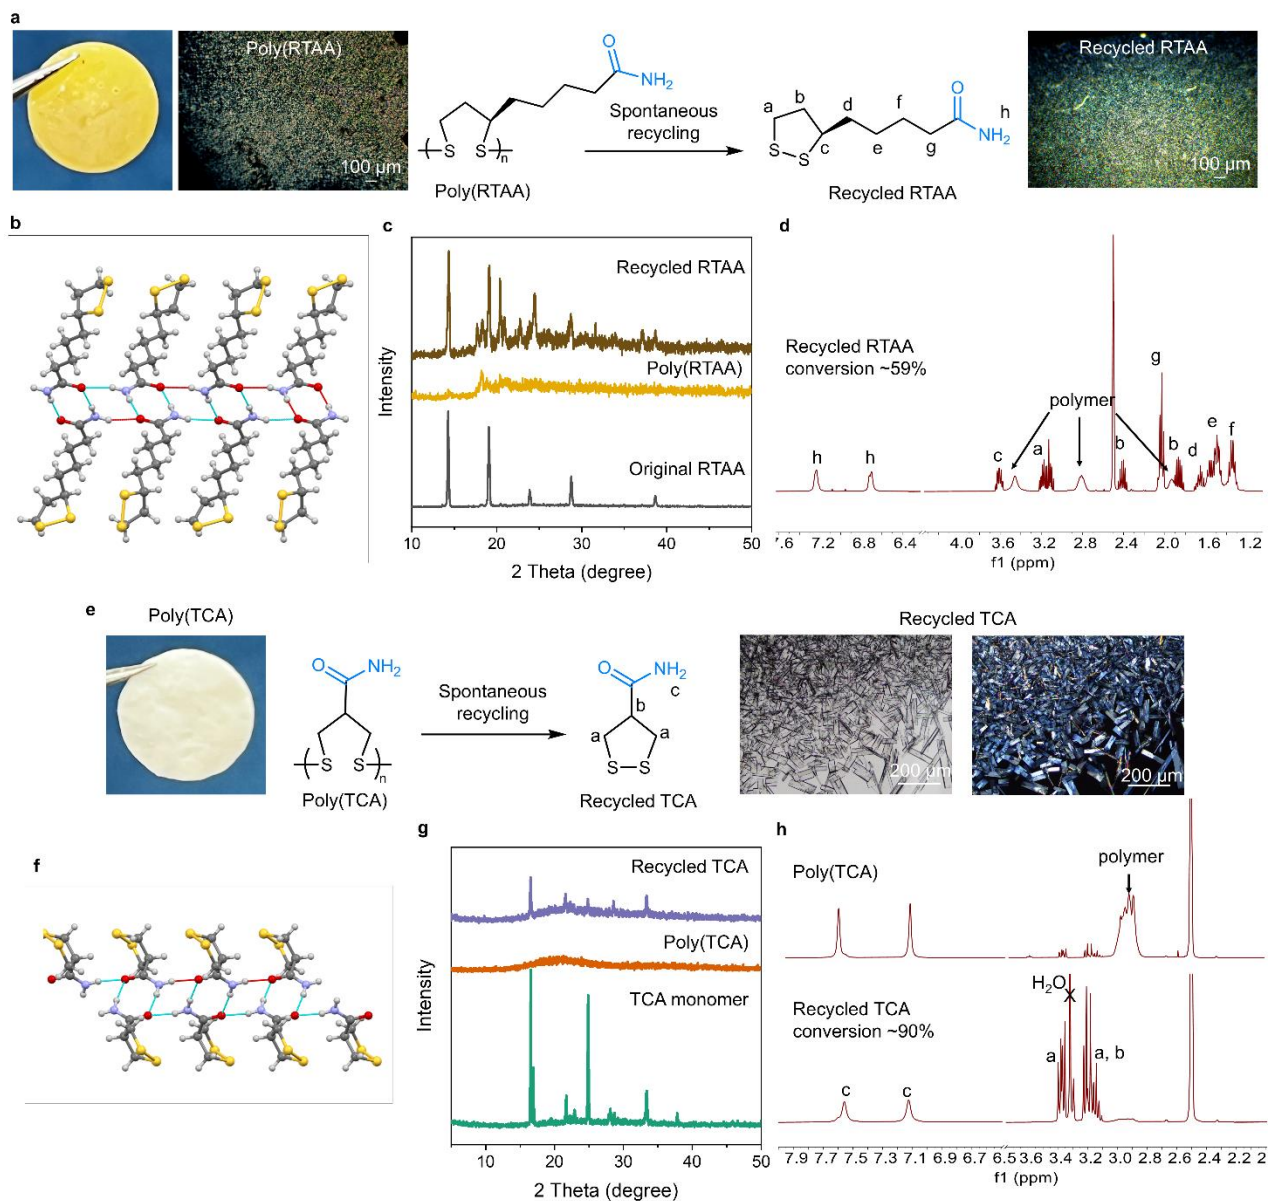 a
Poly(RTAA)
100 µm
O
NH2
S S n
Poly(RTAA)
Spontaneous
recycling
a b d f O h
NH2
S S c e g
Recycled RTAA
Recycled RTAA
100 µm
b
c
Recycled RTAA
Poly(RTAA)
Original RTAA
Intensity
10 20 30 40 50
2 Theta (degree)
d
Recycled RTAA
conversion ~59%
polymer
h h c a b g b d e f
7.6 7.2 6.8 6.4 4.0 3.6 3.2 2.8 2.4 2.0 1.6 1.2
f1 (ppm)
e
Poly(TCA)
O NH2
S S n
Poly(TCA)
Spontaneous
recycling
O NH2
c
b
a a
S S
Recycled TCA
Recycled TCA
200 µm
200 µm
f
g
Recycled TCA
Poly(TCA)
TCA monomer
Intensity
10 20 30 40 50
2 Theta (degree)
h
Poly(TCA)
polymer
Recycled TCA
conversion ~90%
H2O
X
c c a a, b
7.9 7.7 7.5 7.3 7.1 6.5 3.6 3.4 3.2 3.0 2.8 2.6 2.4 2.2 2
f1 (ppm)